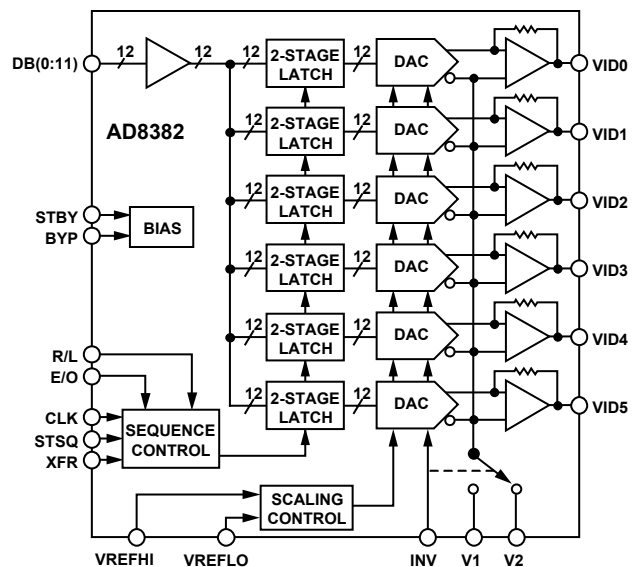 DB(0:11)
12
12
12
2-STAGE
LATCH
12
DAC
VID0
AD8382
12
2-STAGE
LATCH
12
DAC
VID1
12
2-STAGE
LATCH
12
DAC
VID2
STBY
BYP
BIAS
12
2-STAGE
LATCH
12
DAC
VID3
12
2-STAGE
LATCH
12
DAC
VID4
R/L
E/O
12
2-STAGE
LATCH
12
DAC
VID5
CLK
STSQ
XFR
SEQUENCE
CONTROL
SCALING
CONTROL
VREFHI
VREFLO
INV
V1
V2